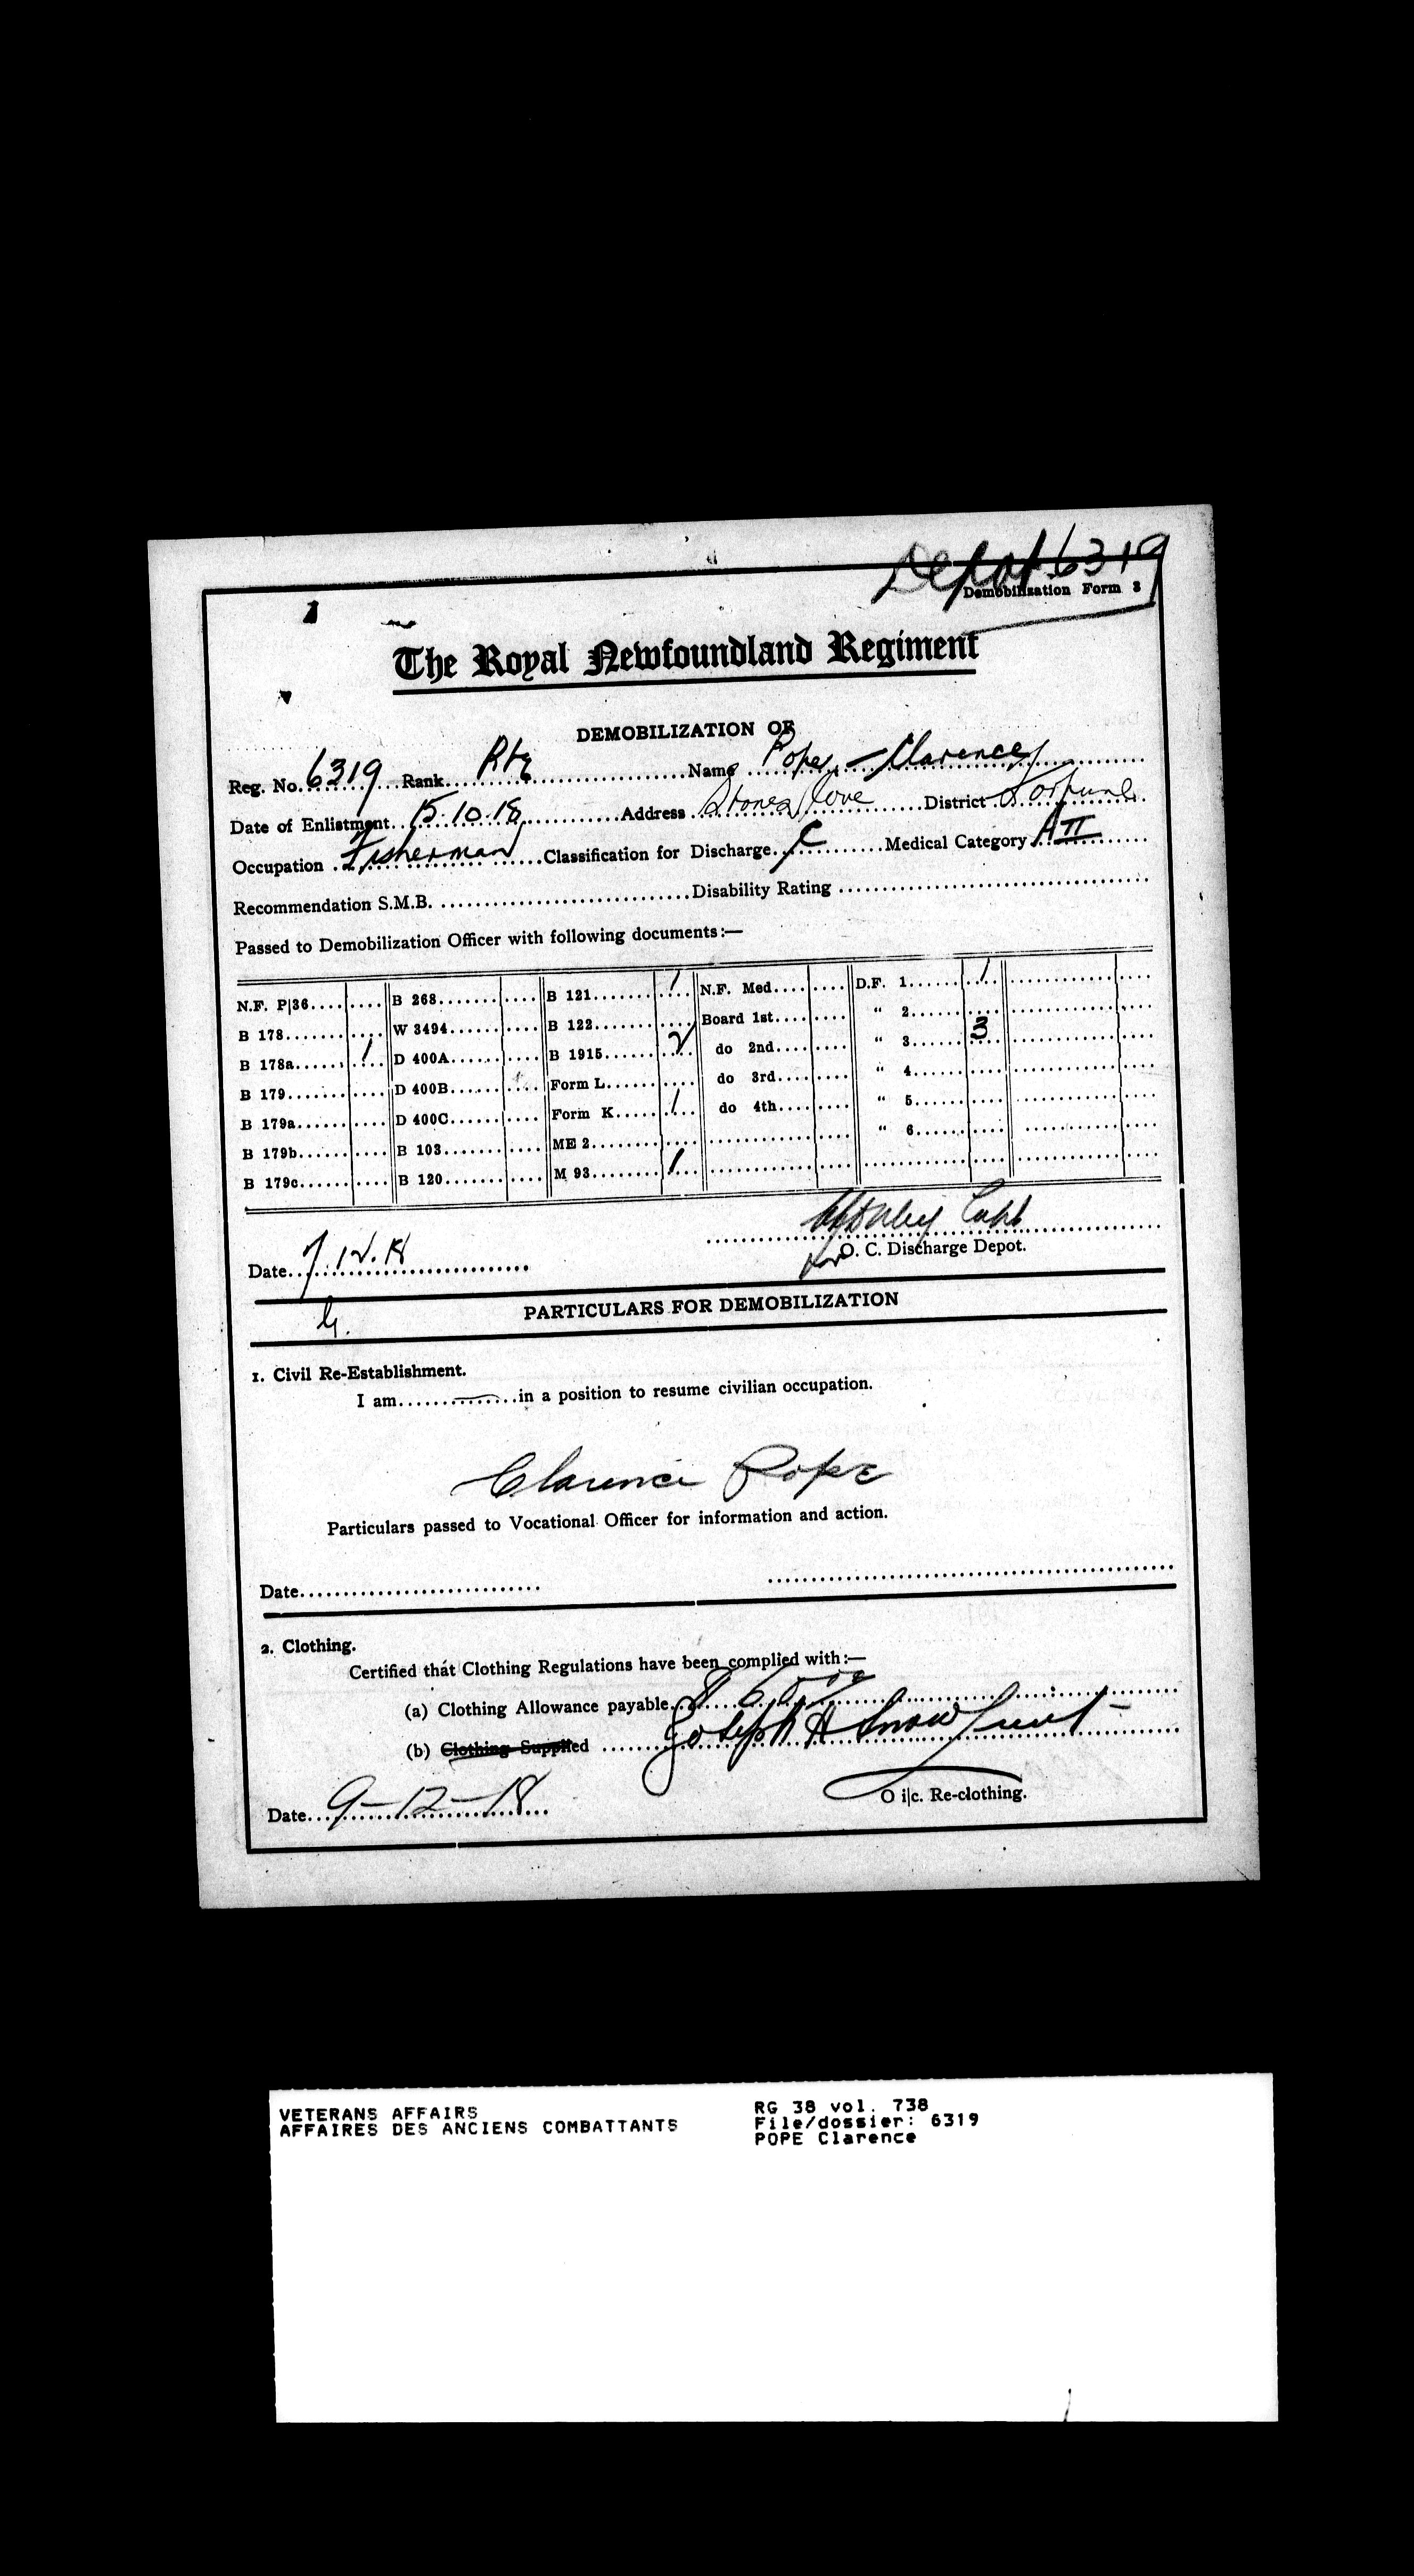 Depot 6319
Demobilization Form 3
The Royal Newfoundland Regiment
DEMOBILIZATION OF
Reg. No. 6319 Rank Pte Name Pope, Clarence
Date of Enlistment 15.10.18 Address Stones Cove District Fortune
Occupation Fisherman Classification for Discharge C Medical Category A II
Recommendation S.M.B. Disability Rating
Passed to Demobilization Officer with following documents:—
N.F. P|36 B 268 B 121 1 N.F. Med. D.F. 1 1
B 178 W 3494 B 122 Board 1st " 2
B 178a 1 D 400A B 1915 2 do 2nd " 3 3
B 179 D 400B Form L do 3rd " 4
B 179a D 400C Form K 1 do 4th " 5
B 179b B 103 ME 2 " 6
B 179c B 120 M 93 1
for O. C. Discharge Depot.
Date 7.12.18
PARTICULARS FOR DEMOBILIZATION
1. Civil Re-Establishment.
I am in a position to resume civilian occupation.
Clarence Pope
Particulars passed to Vocational Officer for information and action.
Date
2. Clothing.
Certified that Clothing Regulations have been complied with:—
(a) Clothing Allowance payable $ 60.00
(b) Clothing Supplied Joseph H Snow Lieut
O i|c. Re-clothing.
Date 9-12-18
VETERANS AFFAIRS
AFFAIRES DES ANCIENS COMBATTANTS
RG 38 vol. 738
File/dossier: 6319
POPE Clarence